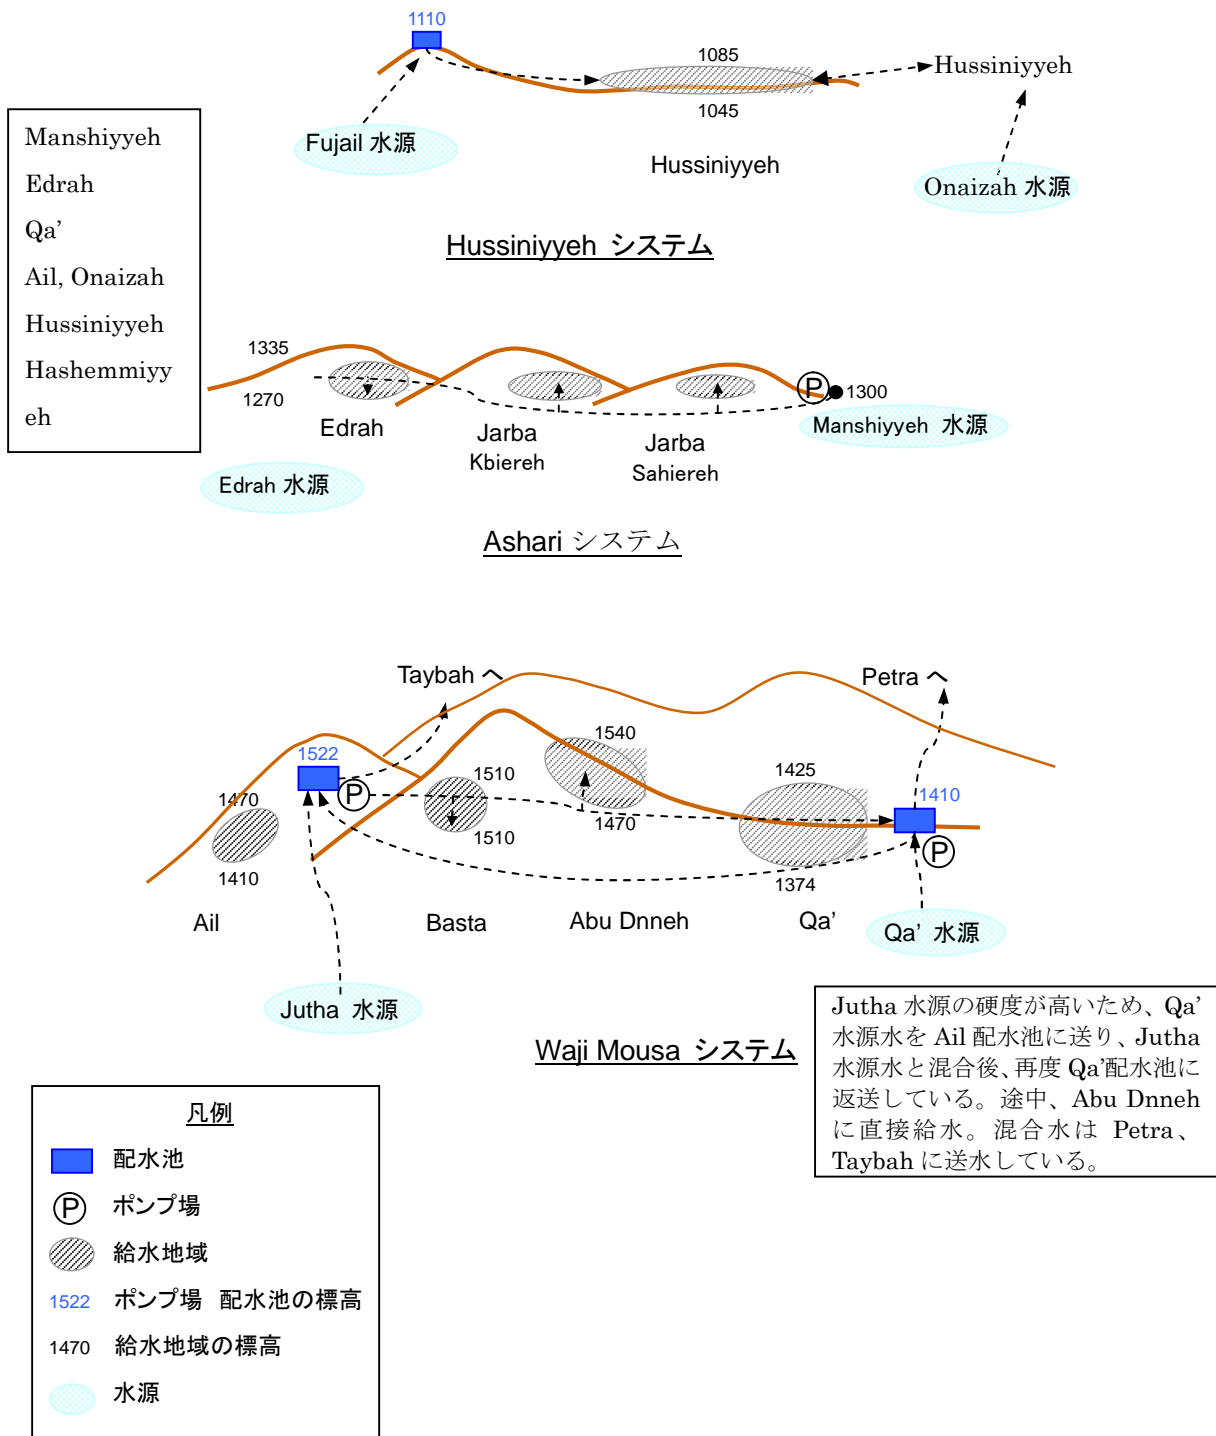 1110
1085
Hussiniyyeh
1045
Fujail 水源
Hussiniyyeh
Onaizah 水源
Hussiniyyeh システム
Manshiyyeh
Edrah
Qa’
Ail, Onaizah
Hussiniyyeh
Hashemmiyy
eh
1335
1270
Edrah
Jarba
Kbiereh
Jarba
Sahiereh
P
1300
Manshiyyeh 水源
Edrah 水源
Ashari システム
Taybah へ
Petra へ
1522
P
1470
1410
1510
1510
1540
1470
1425
1374
1410
P
Ail
Basta
Abu Dnneh
Qa’
Qa’ 水源
Jutha 水源
Waji Mousa システム
Jutha 水源の硬度が高いため、Qa’
水源水を Ail 配水池に送り、Jutha
水源水と混合後、再度 Qa’配水池に
返送している。途中、Abu Dnneh
に直接給水。混合水は Petra、
Taybah に送水している。
凡例
配水池
P ポンプ場
給水地域
1522 ポンプ場 配水池の標高
1470 給水地域の標高
水源